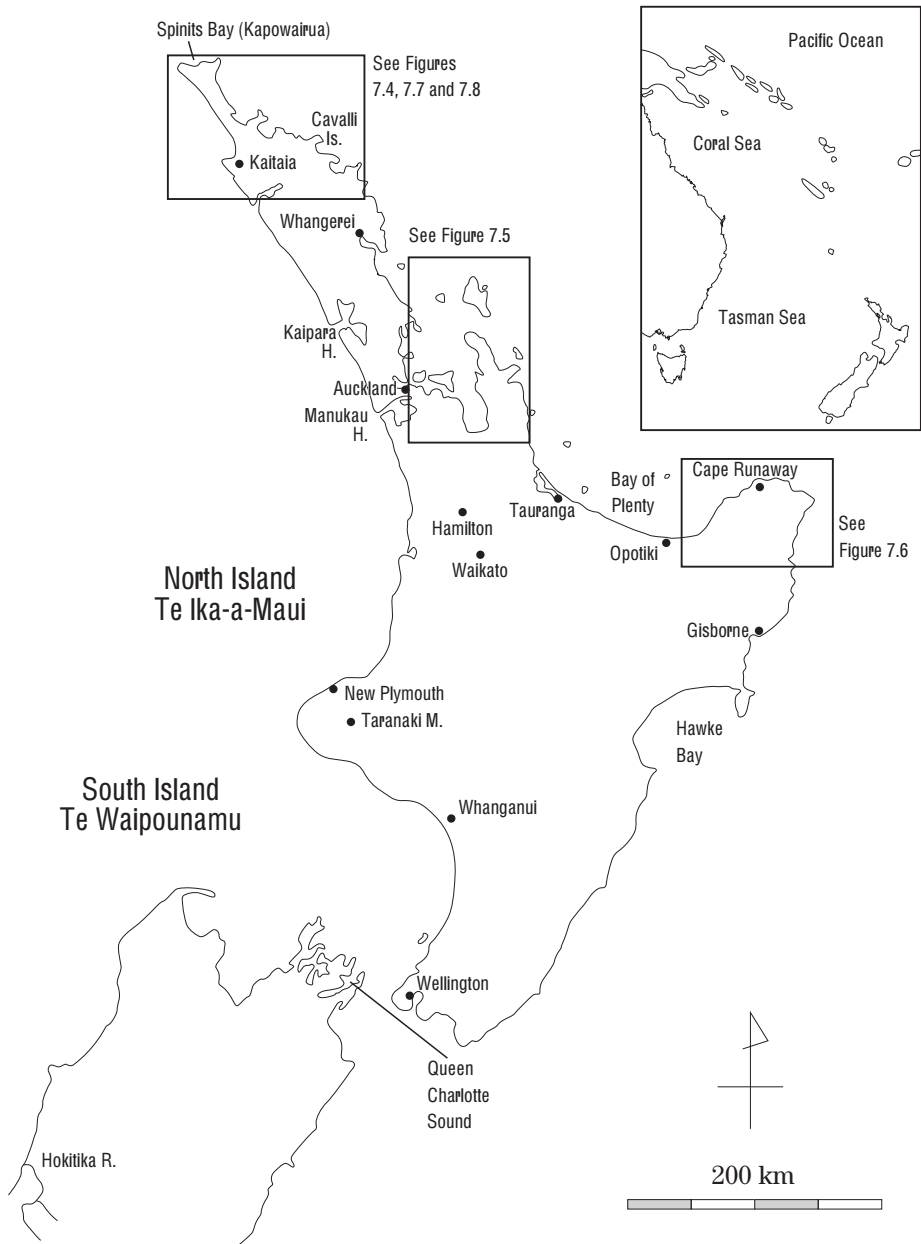 Spinits Bay (Kapowairua)
See Figures
7.4, 7.7 and 7.8
Cavalli
Is.
Kaitaia
Whangerei
See Figure 7.5
Kaipara
H.
Auckland
Manukau
H.
Pacific Ocean
Coral Sea
Tasman Sea
Bay of
Plenty
Cape Runaway
Tauranga
Hamilton
Opotiki
See
Figure 7.6
Waikato
North Island
Te Ika-a-Maui
Gisborne
New Plymouth
Taranaki M.
Hawke
Bay
South Island
Te Waipounamu
Whanganui
Wellington
Queen
Charlotte
Sound
Hokitika R.
200 km